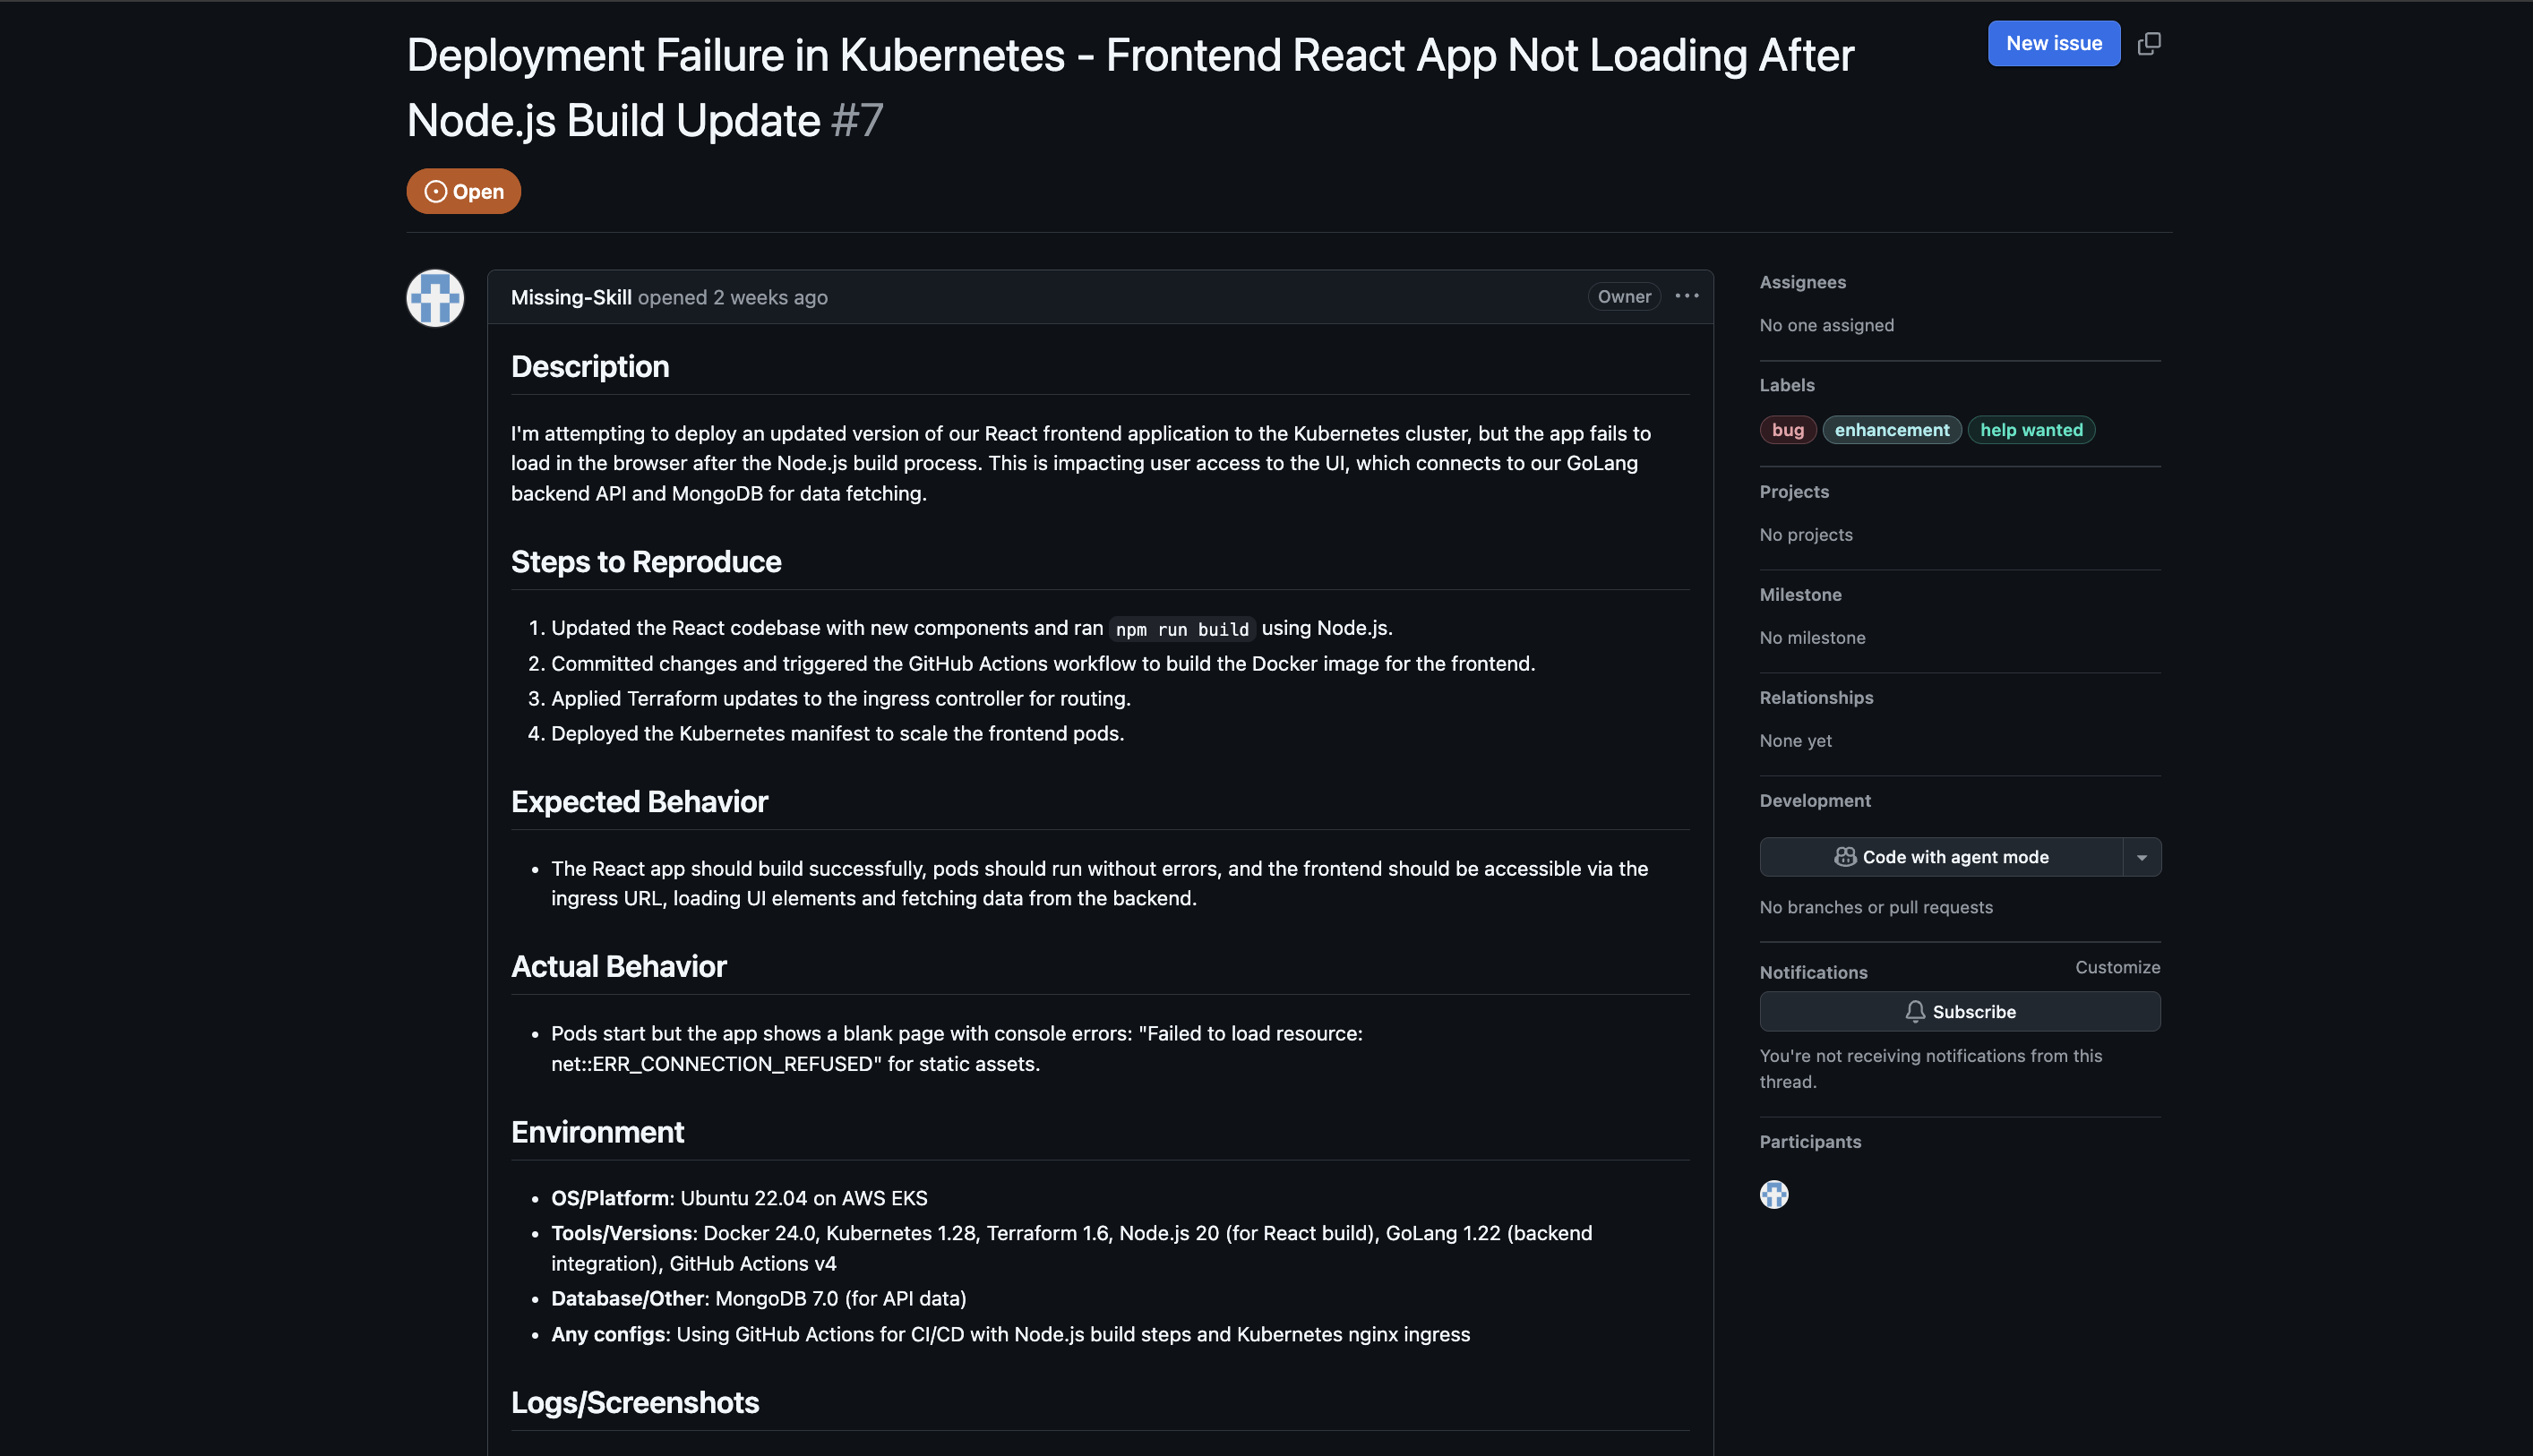 Deployment Failure in Kubernetes - Frontend React App Not Loading After
Node.js Build Update #7
New issue
Open
Missing-Skill opened 2 weeks ago
Owner
Description
I'm attempting to deploy an updated version of our React frontend application to the Kubernetes cluster, but the app fails to
load in the browser after the Node.js build process. This is impacting user access to the UI, which connects to our GoLang
backend API and MongoDB for data fetching.
Steps to Reproduce
1. Updated the React codebase with new components and ran npm run build using Node.js.
2. Committed changes and triggered the GitHub Actions workflow to build the Docker image for the frontend.
3. Applied Terraform updates to the ingress controller for routing.
4. Deployed the Kubernetes manifest to scale the frontend pods.
Expected Behavior
• The React app should build successfully, pods should run without errors, and the frontend should be accessible via the
ingress URL, loading UI elements and fetching data from the backend.
Actual Behavior
• Pods start but the app shows a blank page with console errors: "Failed to load resource:
net::ERR_CONNECTION_REFUSED" for static assets.
Environment
• OS/Platform: Ubuntu 22.04 on AWS EKS
• Tools/Versions: Docker 24.0, Kubernetes 1.28, Terraform 1.6, Node.js 20 (for React build), GoLang 1.22 (backend
integration), GitHub Actions v4
• Database/Other: MongoDB 7.0 (for API data)
• Any configs: Using GitHub Actions for CI/CD with Node.js build steps and Kubernetes nginx ingress
Logs/Screenshots
Assignees
No one assigned
Labels
bug enhancement help wanted
Projects
No projects
Milestone
No milestone
Relationships
None yet
Development
Code with agent mode
No branches or pull requests
Notifications
Customize
Subscribe
You're not receiving notifications from this
thread.
Participants